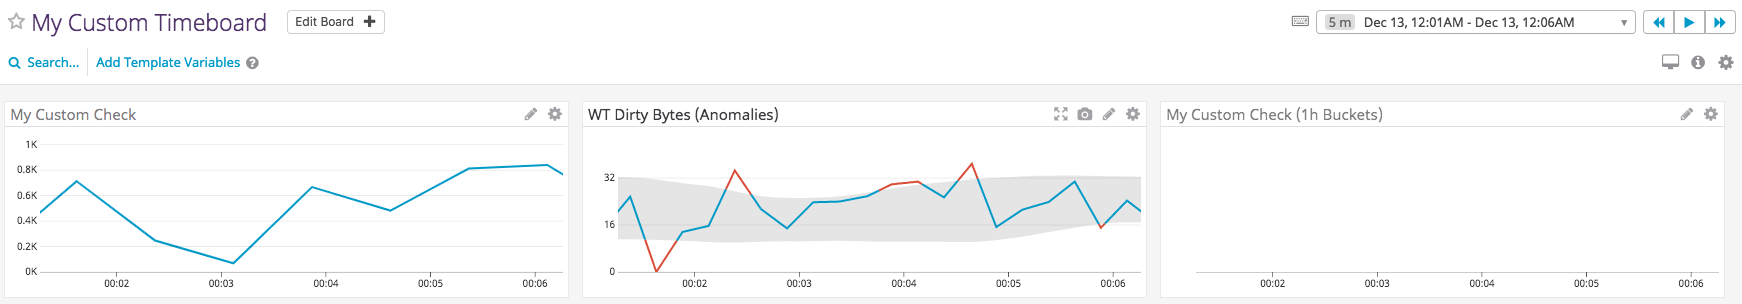 My Custom Timeboard Edit Board + 5 m Dec 13, 12:01AM - Dec 13, 12:06AM
Search... Add Template Variables ?
My Custom Check
1K
0.8K
0.6K
0.4K
0.2K
0K
00:02 00:03 00:04 00:05 00:06
WT Dirty Bytes (Anomalies)
32
16
0
00:02 00:03 00:04 00:05 00:06
My Custom Check (1h Buckets)
00:02 00:03 00:04 00:05 00:06